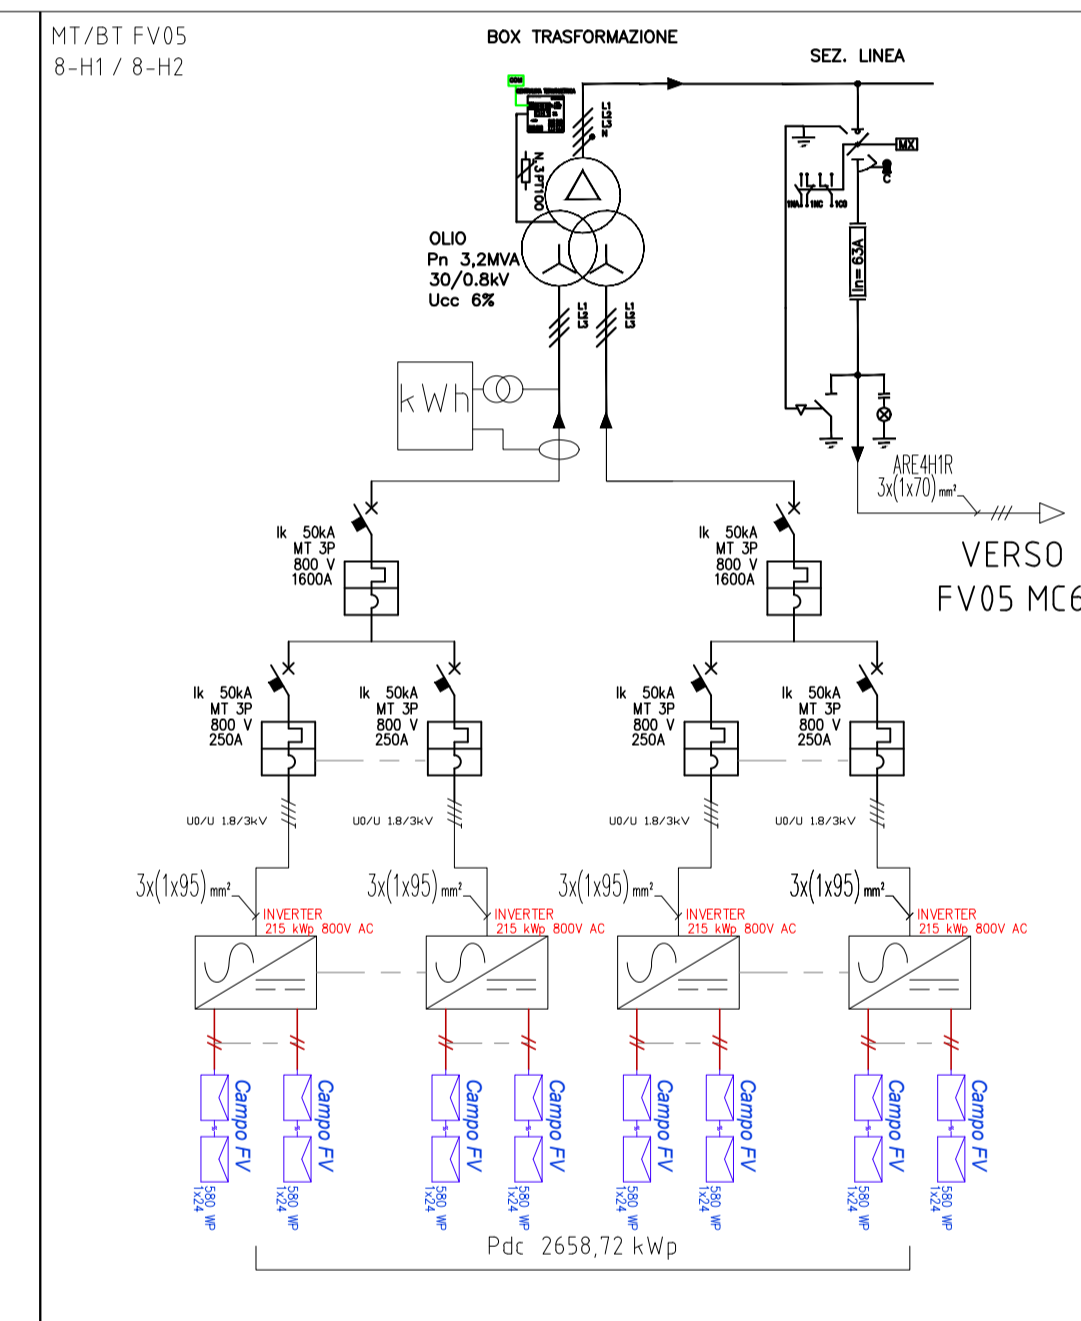 MT/BT FV05
8-H1 / 8-H2
BOX TRASFORMAZIONE
SEZ. LINEA
MX
N.3PT100
1NA 1NC 1CO
In= 63A
OLIO
Pn 3,2MVA
30/0.8kV
Ucc 6%
kWh
ARE4H1R
3x(1x70) mm²
VERSO
FV05 MC6
Ik 50kA
MT 3P
800 V
1600A
Ik 50kA
MT 3P
800 V
1600A
Ik 50kA
MT 3P
800 V
250A
Ik 50kA
MT 3P
800 V
250A
Ik 50kA
MT 3P
800 V
250A
Ik 50kA
MT 3P
800 V
250A
U0/U 1.8/3kV
U0/U 1.8/3kV
U0/U 1.8/3kV
U0/U 1.8/3kV
3x(1x95) mm²
3x(1x95) mm²
3x(1x95) mm²
3x(1x95) mm²
INVERTER
215 kWp 800V AC
INVERTER
215 kWp 800V AC
INVERTER
215 kWp 800V AC
INVERTER
215 kWp 800V AC
Campo FV
Campo FV
Campo FV
Campo FV
Campo FV
Campo FV
Campo FV
Campo FV
580 WP
1x24
580 WP
1x24
580 WP
1x24
580 WP
1x24
580 WP
1x24
580 WP
1x24
580 WP
1x24
580 WP
1x24
Pdc 2658,72 kWp